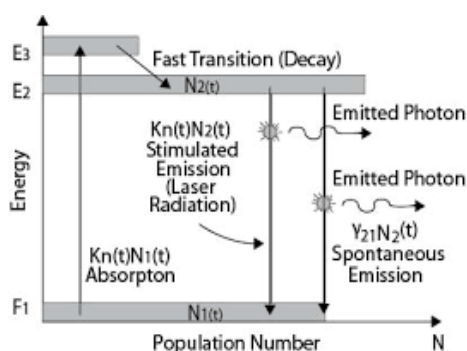 E3
Fast Transition (Decay)
E2
N2(t)
Kn(t)N2(t)
Stimulated
Emission
(Laser
Radiation)
Emitted Photon
Emitted Photon
γ21N2(t)
Spontaneous
Emission
Energy
Kn(t)N1(t)
Absorpton
F1
N1(t)
Population Number
N